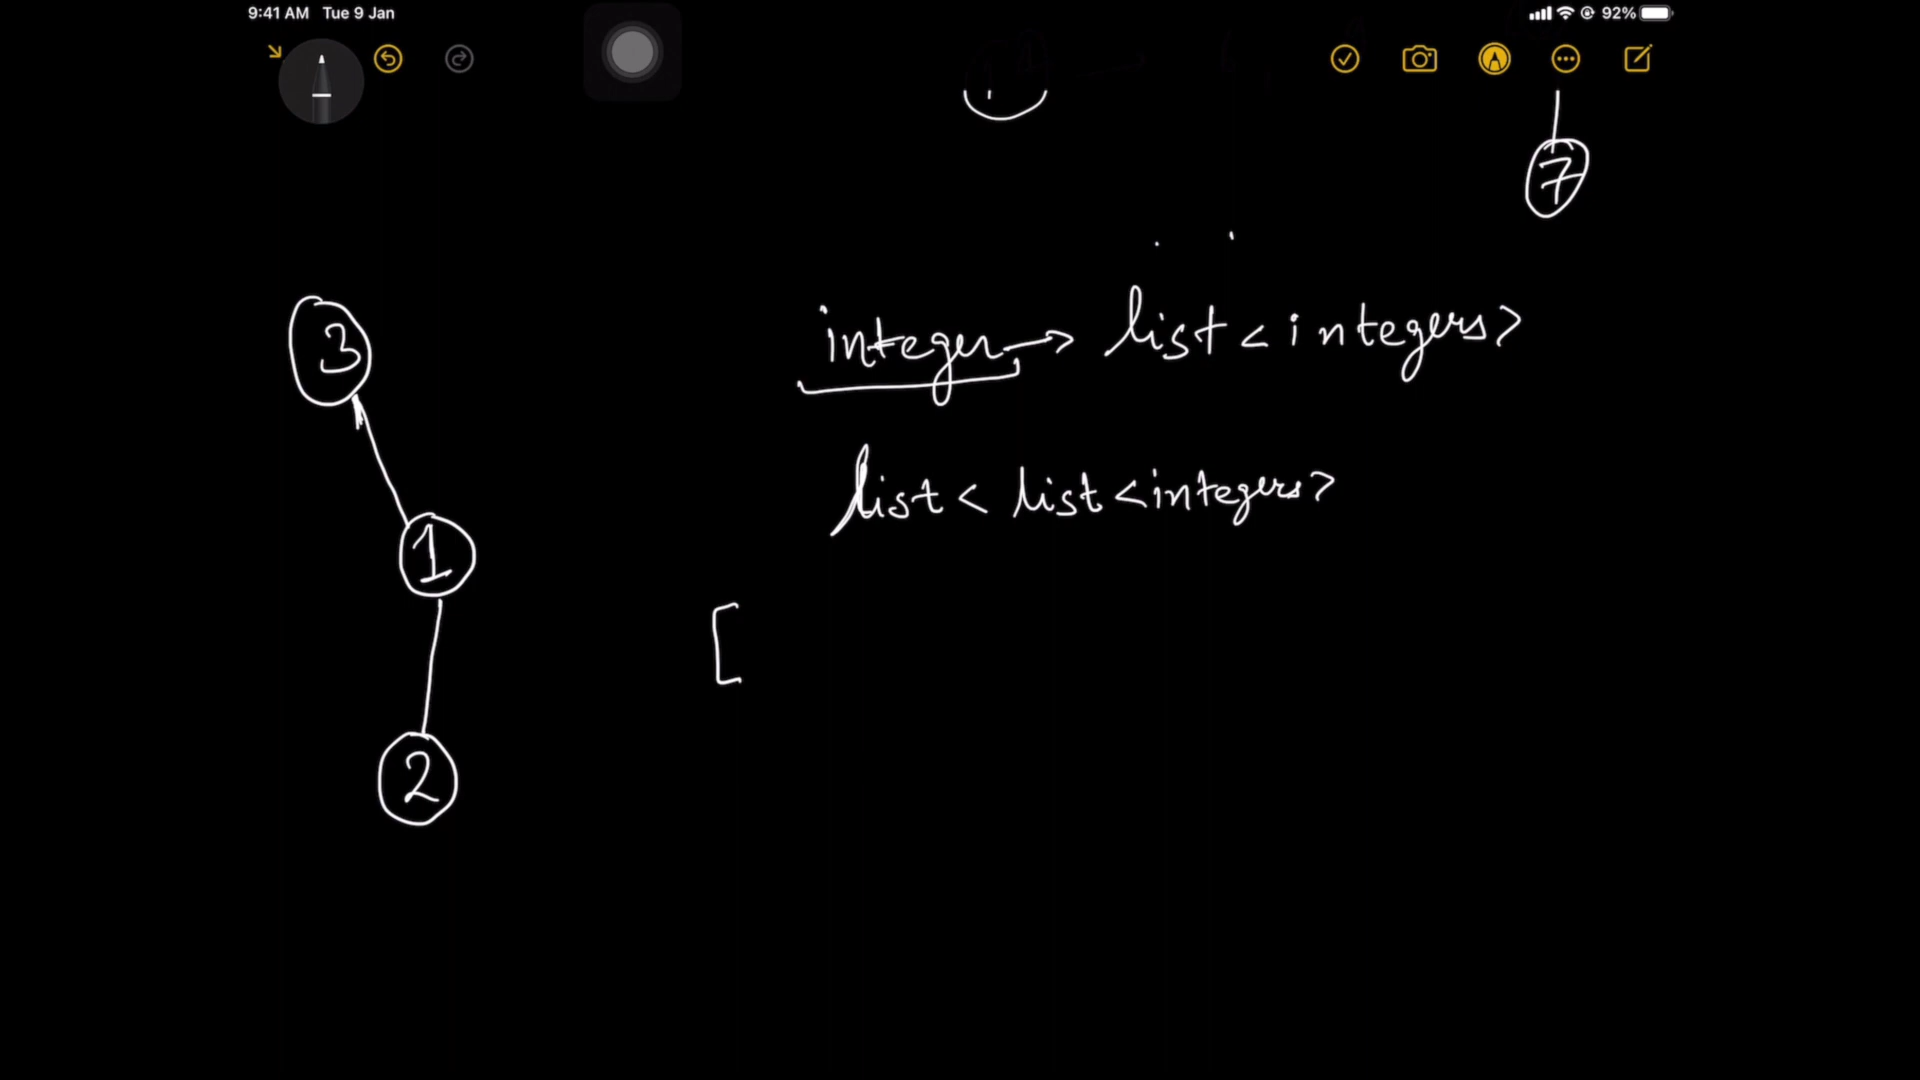 9:41 AM Tue 9 Jan
92%
7
3
integer → list < integers >
list < list < integers >
1
[
2